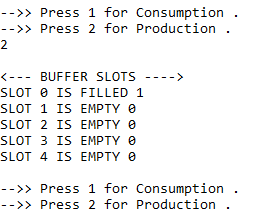 -->> Press 1 for Consumption .
-->> Press 2 for Production .
2
<--- BUFFER SLOTS ---->
SLOT 0 IS FILLED 1
SLOT 1 IS EMPTY 0
SLOT 2 IS EMPTY 0
SLOT 3 IS EMPTY 0
SLOT 4 IS EMPTY 0
-->> Press 1 for Consumption .
-->> Press 2 for Production .